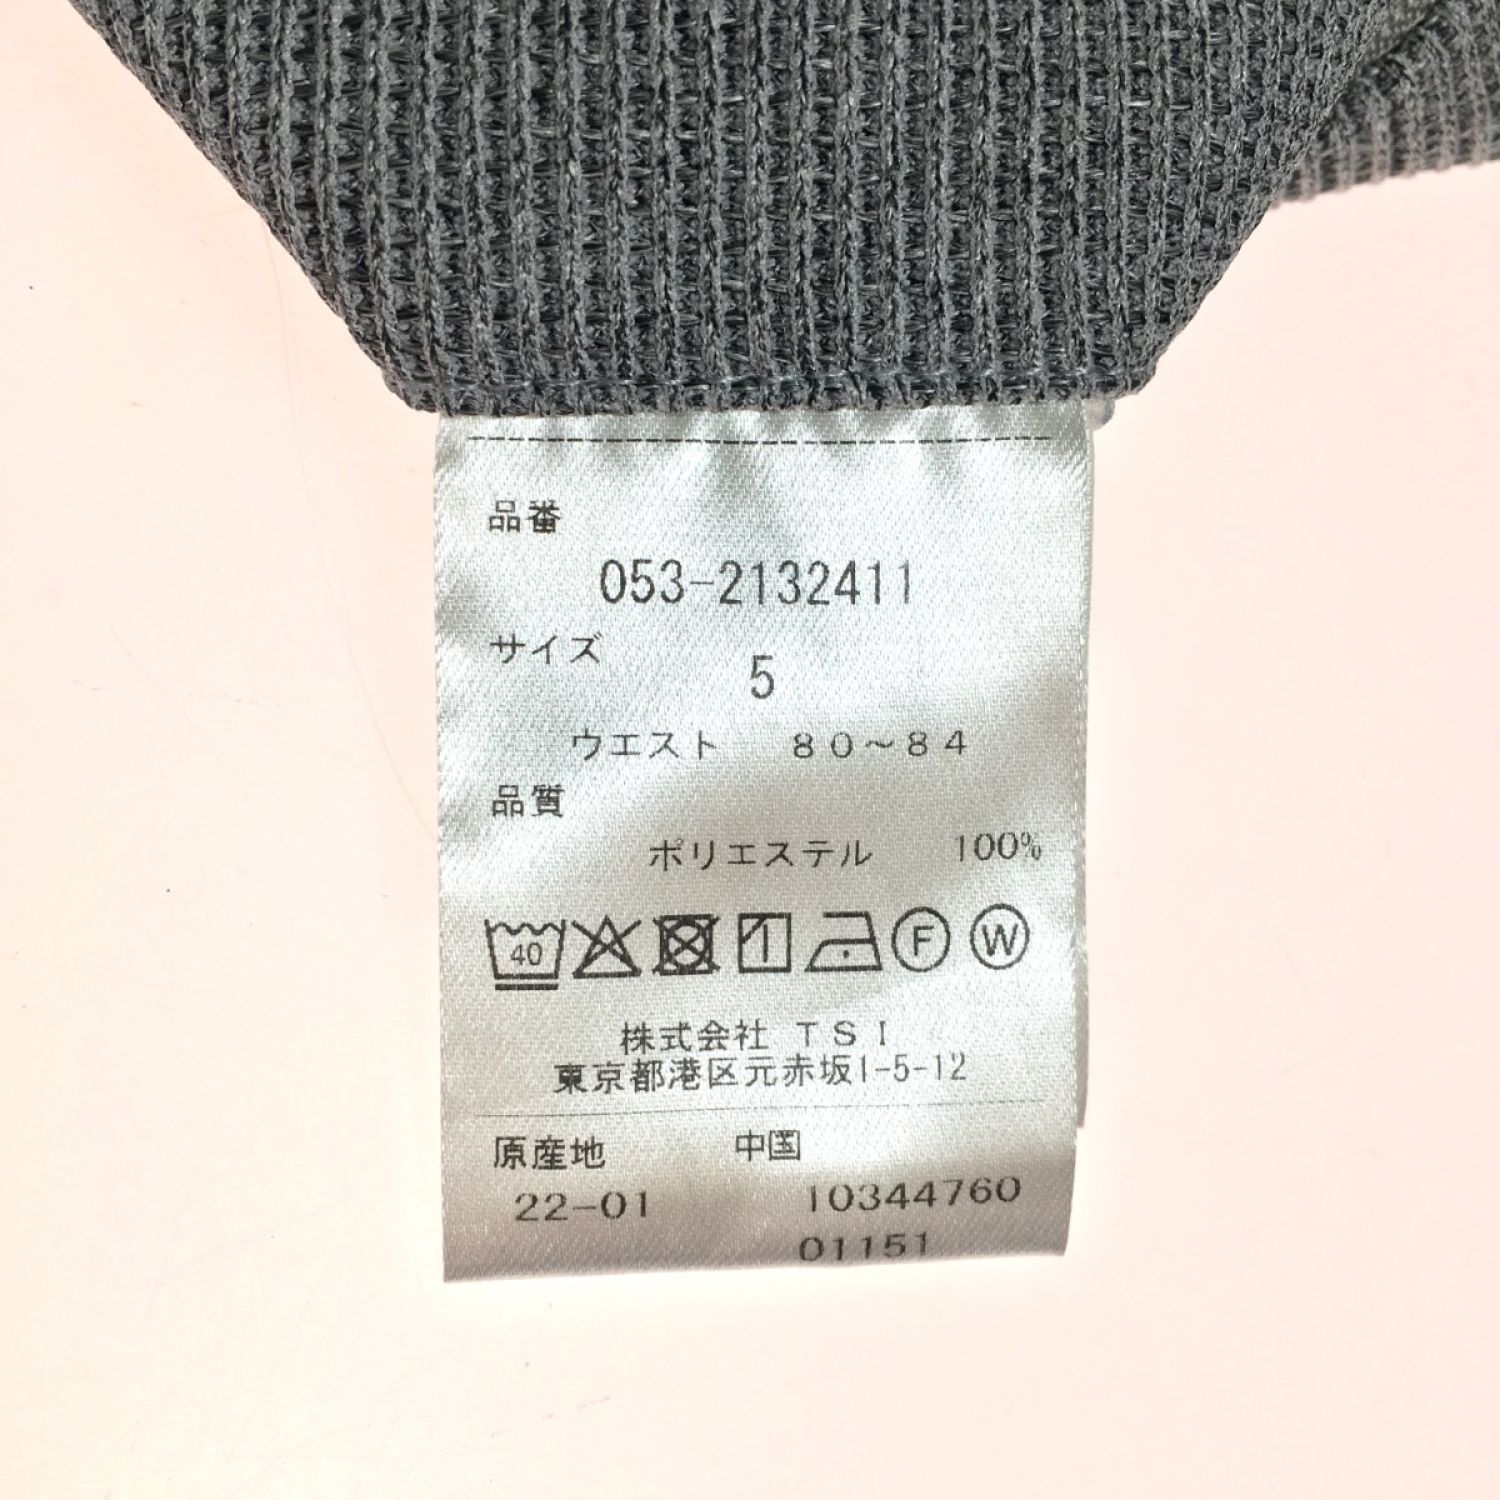 品番
053-2132411
サイズ
5
ウエスト 80～84
品質
ポリエステル 100%
40 F W
株式会社 TSI
東京都港区元赤坂1-5-12
原産地 中国
22-01 10344760
01151